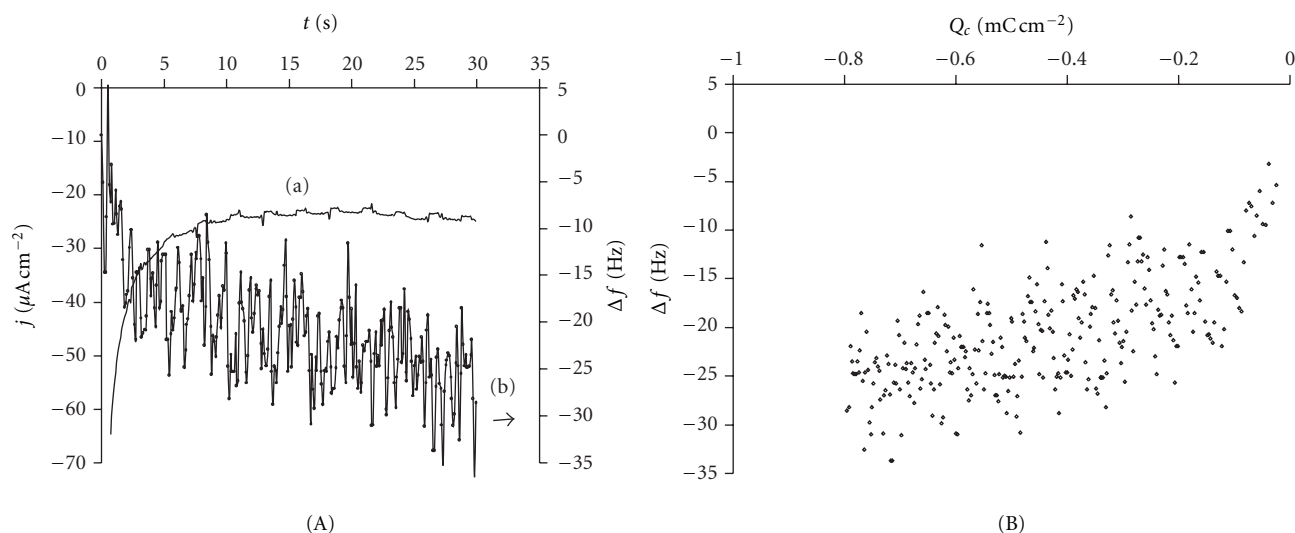 t (s)
0 5 10 15 20 25 30 35
0
−10
−20
−30
−40
−50
−60
−70
j (μA cm−2)
5
0
−5
−10
−15
−20
−25
−30
−35
Δf (Hz)
(a)
(b)
→
(A)
Qc (mC cm−2)
−1 −0.8 −0.6 −0.4 −0.2 0
5
0
−5
−10
−15
−20
−25
−30
−35
Δf (Hz)
(B)